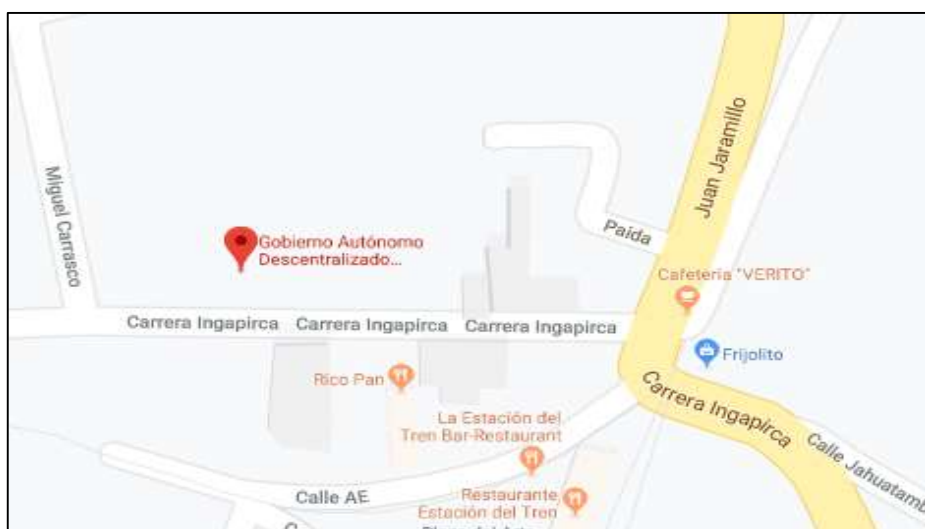 Miguel Carrasco
Juan Jaramillo
Paida
Gobierno Autónomo
Descentralizado...
Cafeteria "VERITO"
Carrera Ingapirca Carrera Ingapirca Carrera Ingapirca
Frijolito
Rico Pan
Carrera Ingapirca
La Estación del
Tren Bar-Restaurant
Calle Jahuatamb
Calle AE
Restaurante
Estación del Tren